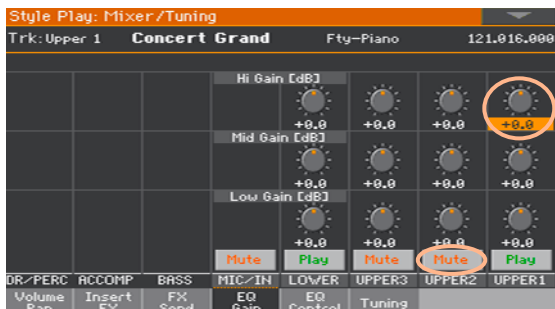 Style Play: Mixer/Tuning
Trk:Upper 1 Concert Grand Fty-Piano 121.016.000
Hi Gain [dB]
+0.0 +0.0 +0.0 +0.0
Mid Gain [dB]
+0.0 +0.0 +0.0 +0.0
Low Gain [dB]
+0.0 +0.0 +0.0 +0.0
Mute Play Mute Mute Play
DR/PERC ACCOMP BASS MIC/IN LOWER UPPER3 UPPER2 UPPER1
Volume Insert FX EQ EQ Tuning
Pan FX Send Gain Control